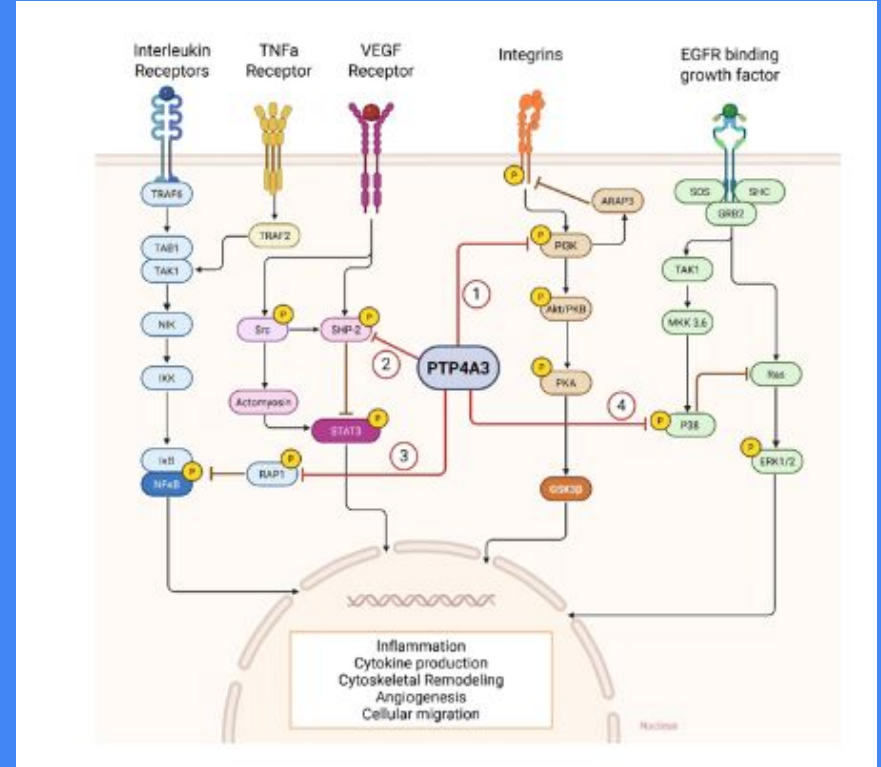 Interleukin
Receptors
TNFa
Receptor
VEGF
Receptor
Integrins
EGFR binding
growth factor
TRAF6
P
SOS
SHC
ARAP3
GRB2
TAB1
TRAF2
P
PI3K
TAK1
TAK1
1
P
Akt/PKB
NIK
Src
P
SHP-2
P
MKK 3,6
2
PTP4A3
IKK
P
PKA
Ras
Actomyosin
4
P
P38
STAT3
P
3
IκB
NFκB
P
RAP1
P
P
ERK1/2
GSK3β
Inflammation
Cytokine production
Cytoskeletal Remodeling
Angiogenesis
Cellular migration
Nucleus